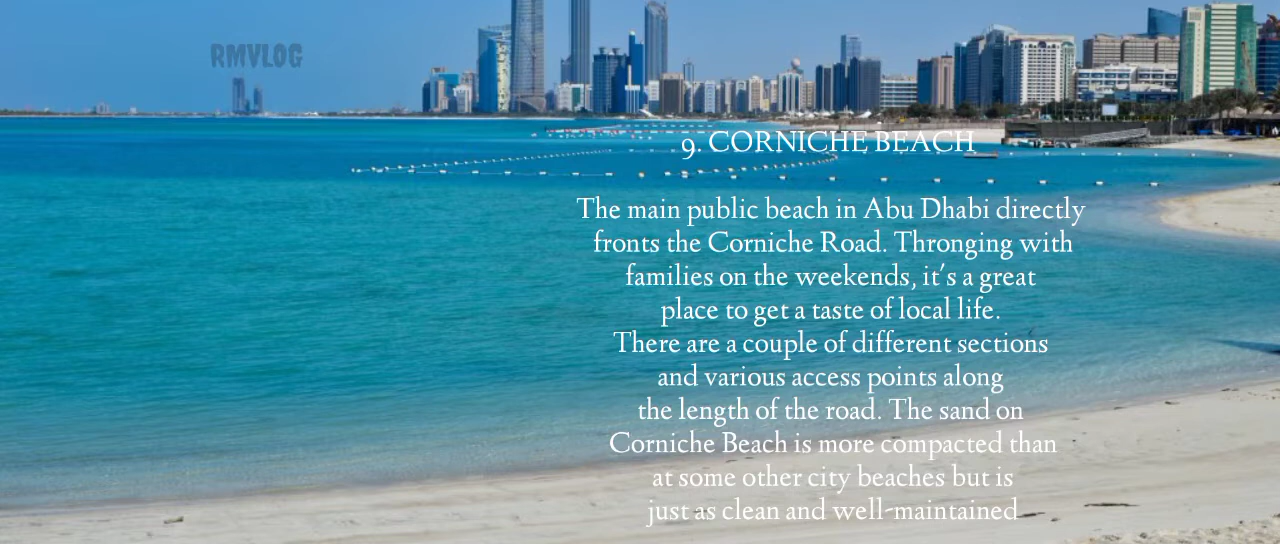 RMVLOG
9. CORNICHE BEACH
The main public beach in Abu Dhabi directly
fronts the Corniche Road. Thronging with
families on the weekends, it's a great
place to get a taste of local life.
There are a couple of different sections
and various access points along
the length of the road. The sand on
Corniche Beach is more compacted than
at some other city beaches but is
just as clean and well-maintained